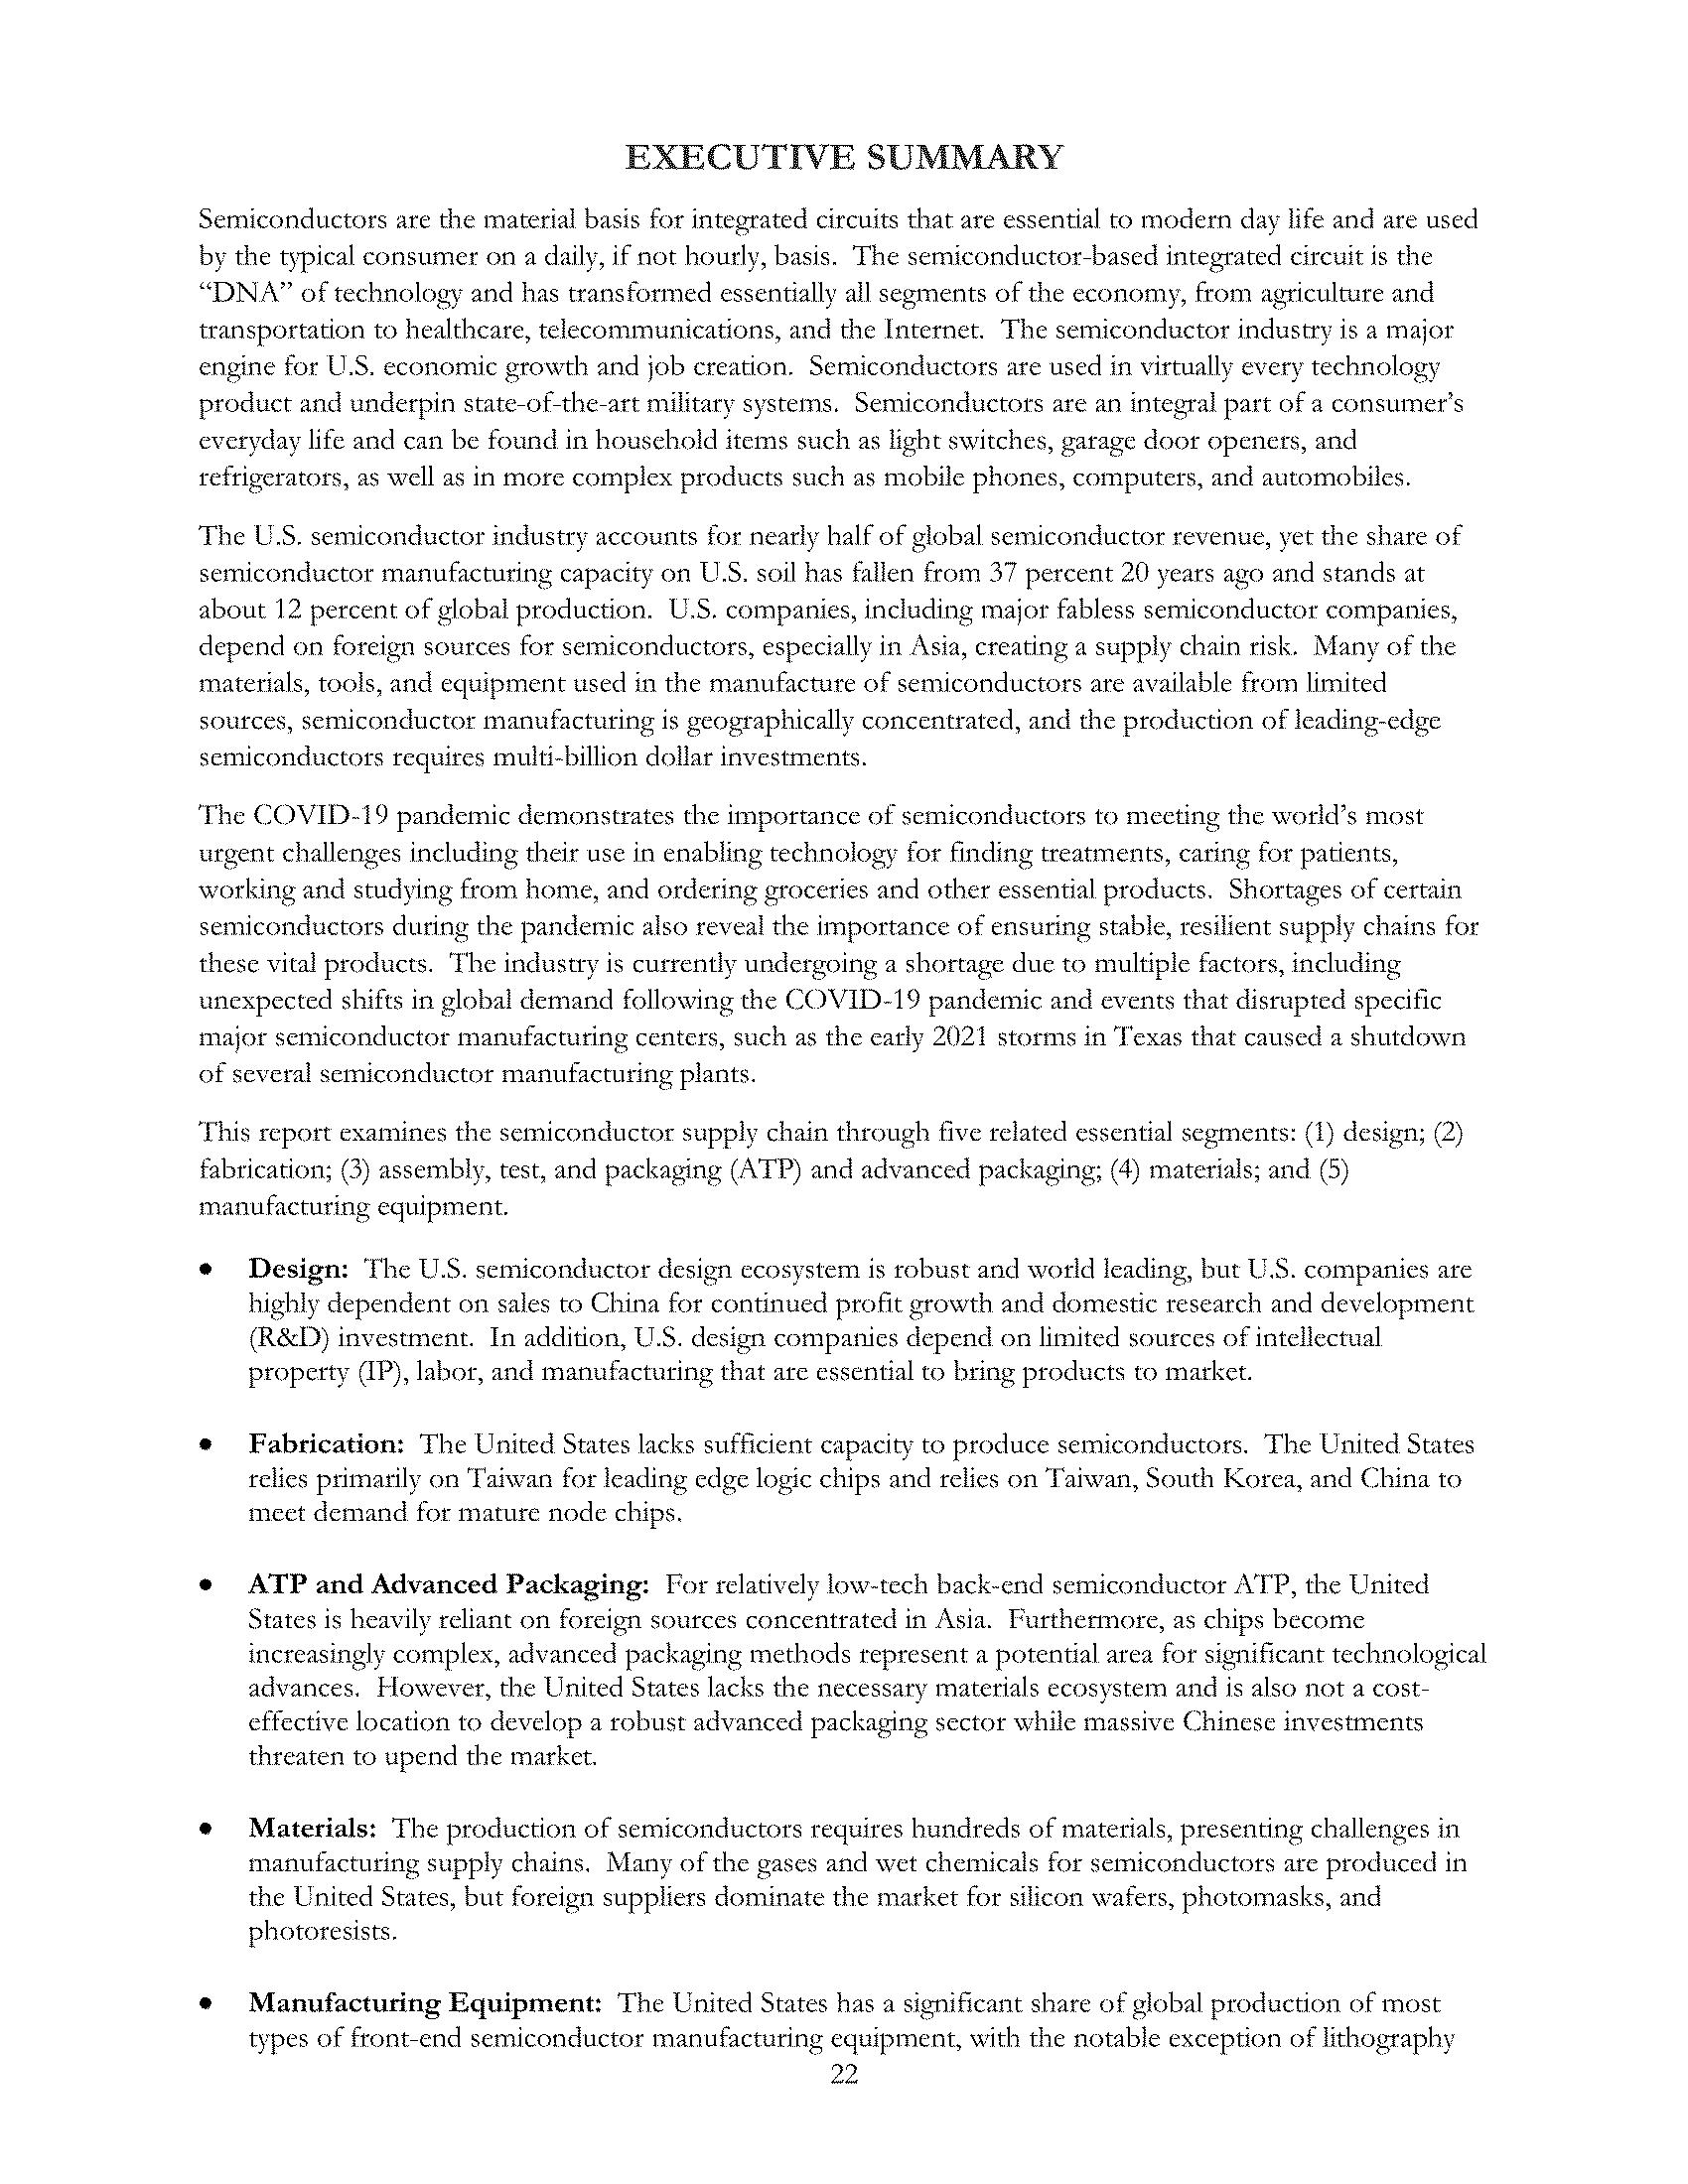 EXECUTIVE SUMMARY
Semiconductors are the material basis for integrated circuits that are essential to modern day life and are used
by the typical consumer on a daily, if not hourly, basis.  The semiconductor-based integrated circuit is the
“DNA” of technology and has transformed essentially all segments of the economy, from agriculture and
transportation to healthcare, telecommunications, and the Internet.  The semiconductor industry is a major
engine for U.S. economic growth and job creation.  Semiconductors are used in virtually every technology
product and underpin state-of-the-art military systems.  Semiconductors are an integral part of a consumer’s
everyday life and can be found in household items such as light switches, garage door openers, and
refrigerators, as well as in more complex products such as mobile phones, computers, and automobiles.
The U.S. semiconductor industry accounts for nearly half of global semiconductor revenue, yet the share of
semiconductor manufacturing capacity on U.S. soil has fallen from 37 percent 20 years ago and stands at
about 12 percent of global production.  U.S. companies, including major fabless semiconductor companies,
depend on foreign sources for semiconductors, especially in Asia, creating a supply chain risk.  Many of the
materials, tools, and equipment used in the manufacture of semiconductors are available from limited
sources, semiconductor manufacturing is geographically concentrated, and the production of leading-edge
semiconductors requires multi-billion dollar investments.
The COVID-19 pandemic demonstrates the importance of semiconductors to meeting the world’s most
urgent challenges including their use in enabling technology for finding treatments, caring for patients,
working and studying from home, and ordering groceries and other essential products.  Shortages of certain
semiconductors during the pandemic also reveal the importance of ensuring stable, resilient supply chains for
these vital products.  The industry is currently undergoing a shortage due to multiple factors, including
unexpected shifts in global demand following the COVID-19 pandemic and events that disrupted specific
major semiconductor manufacturing centers, such as the early 2021 storms in Texas that caused a shutdown
of several semiconductor manufacturing plants.
This report examines the semiconductor supply chain through five related essential segments: (1) design; (2)
fabrication; (3) assembly, test, and packaging (ATP) and advanced packaging; (4) materials; and (5)
manufacturing equipment.
• Design:  The U.S. semiconductor design ecosystem is robust and world leading, but U.S. companies are
highly dependent on sales to China for continued profit growth and domestic research and development
(R&D) investment.  In addition, U.S. design companies depend on limited sources of intellectual
property (IP), labor, and manufacturing that are essential to bring products to market.
• Fabrication:  The United States lacks sufficient capacity to produce semiconductors.  The United States
relies primarily on Taiwan for leading edge logic chips and relies on Taiwan, South Korea, and China to
meet demand for mature node chips.
• ATP and Advanced Packaging:  For relatively low-tech back-end semiconductor ATP, the United
States is heavily reliant on foreign sources concentrated in Asia.  Furthermore, as chips become
increasingly complex, advanced packaging methods represent a potential area for significant technological
advances.  However, the United States lacks the necessary materials ecosystem and is also not a cost-
effective location to develop a robust advanced packaging sector while massive Chinese investments
threaten to upend the market.
• Materials:  The production of semiconductors requires hundreds of materials, presenting challenges in
manufacturing supply chains.  Many of the gases and wet chemicals for semiconductors are produced in
the United States, but foreign suppliers dominate the market for silicon wafers, photomasks, and
photoresists.
• Manufacturing Equipment:  The United States has a significant share of global production of most
types of front-end semiconductor manufacturing equipment, with the notable exception of lithography
22